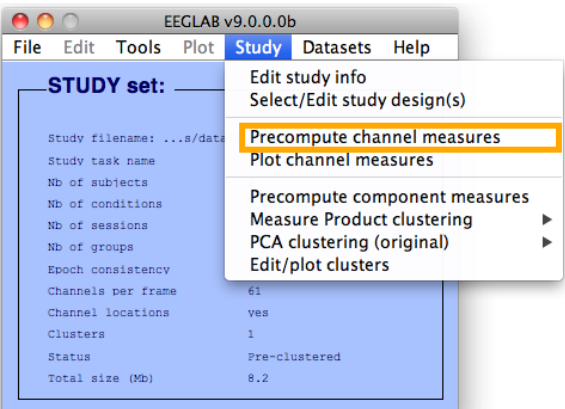 EEGLAB v9.0.0.0b
File Edit Tools Plot Study Datasets Help
STUDY set:
Edit study info
Select/Edit study design(s)
Precompute channel measures
Plot channel measures
Precompute component measures
Measure Product clustering
PCA clustering (original)
Edit/plot clusters
Study filename: ...s/data
Study task name
Nb of subjects
Nb of conditions
Nb of sessions
Nb of groups
Epoch consistency
Channels per frame 61
Channel locations yes
Clusters 1
Status Pre-clustered
Total size (Mb) 8.2